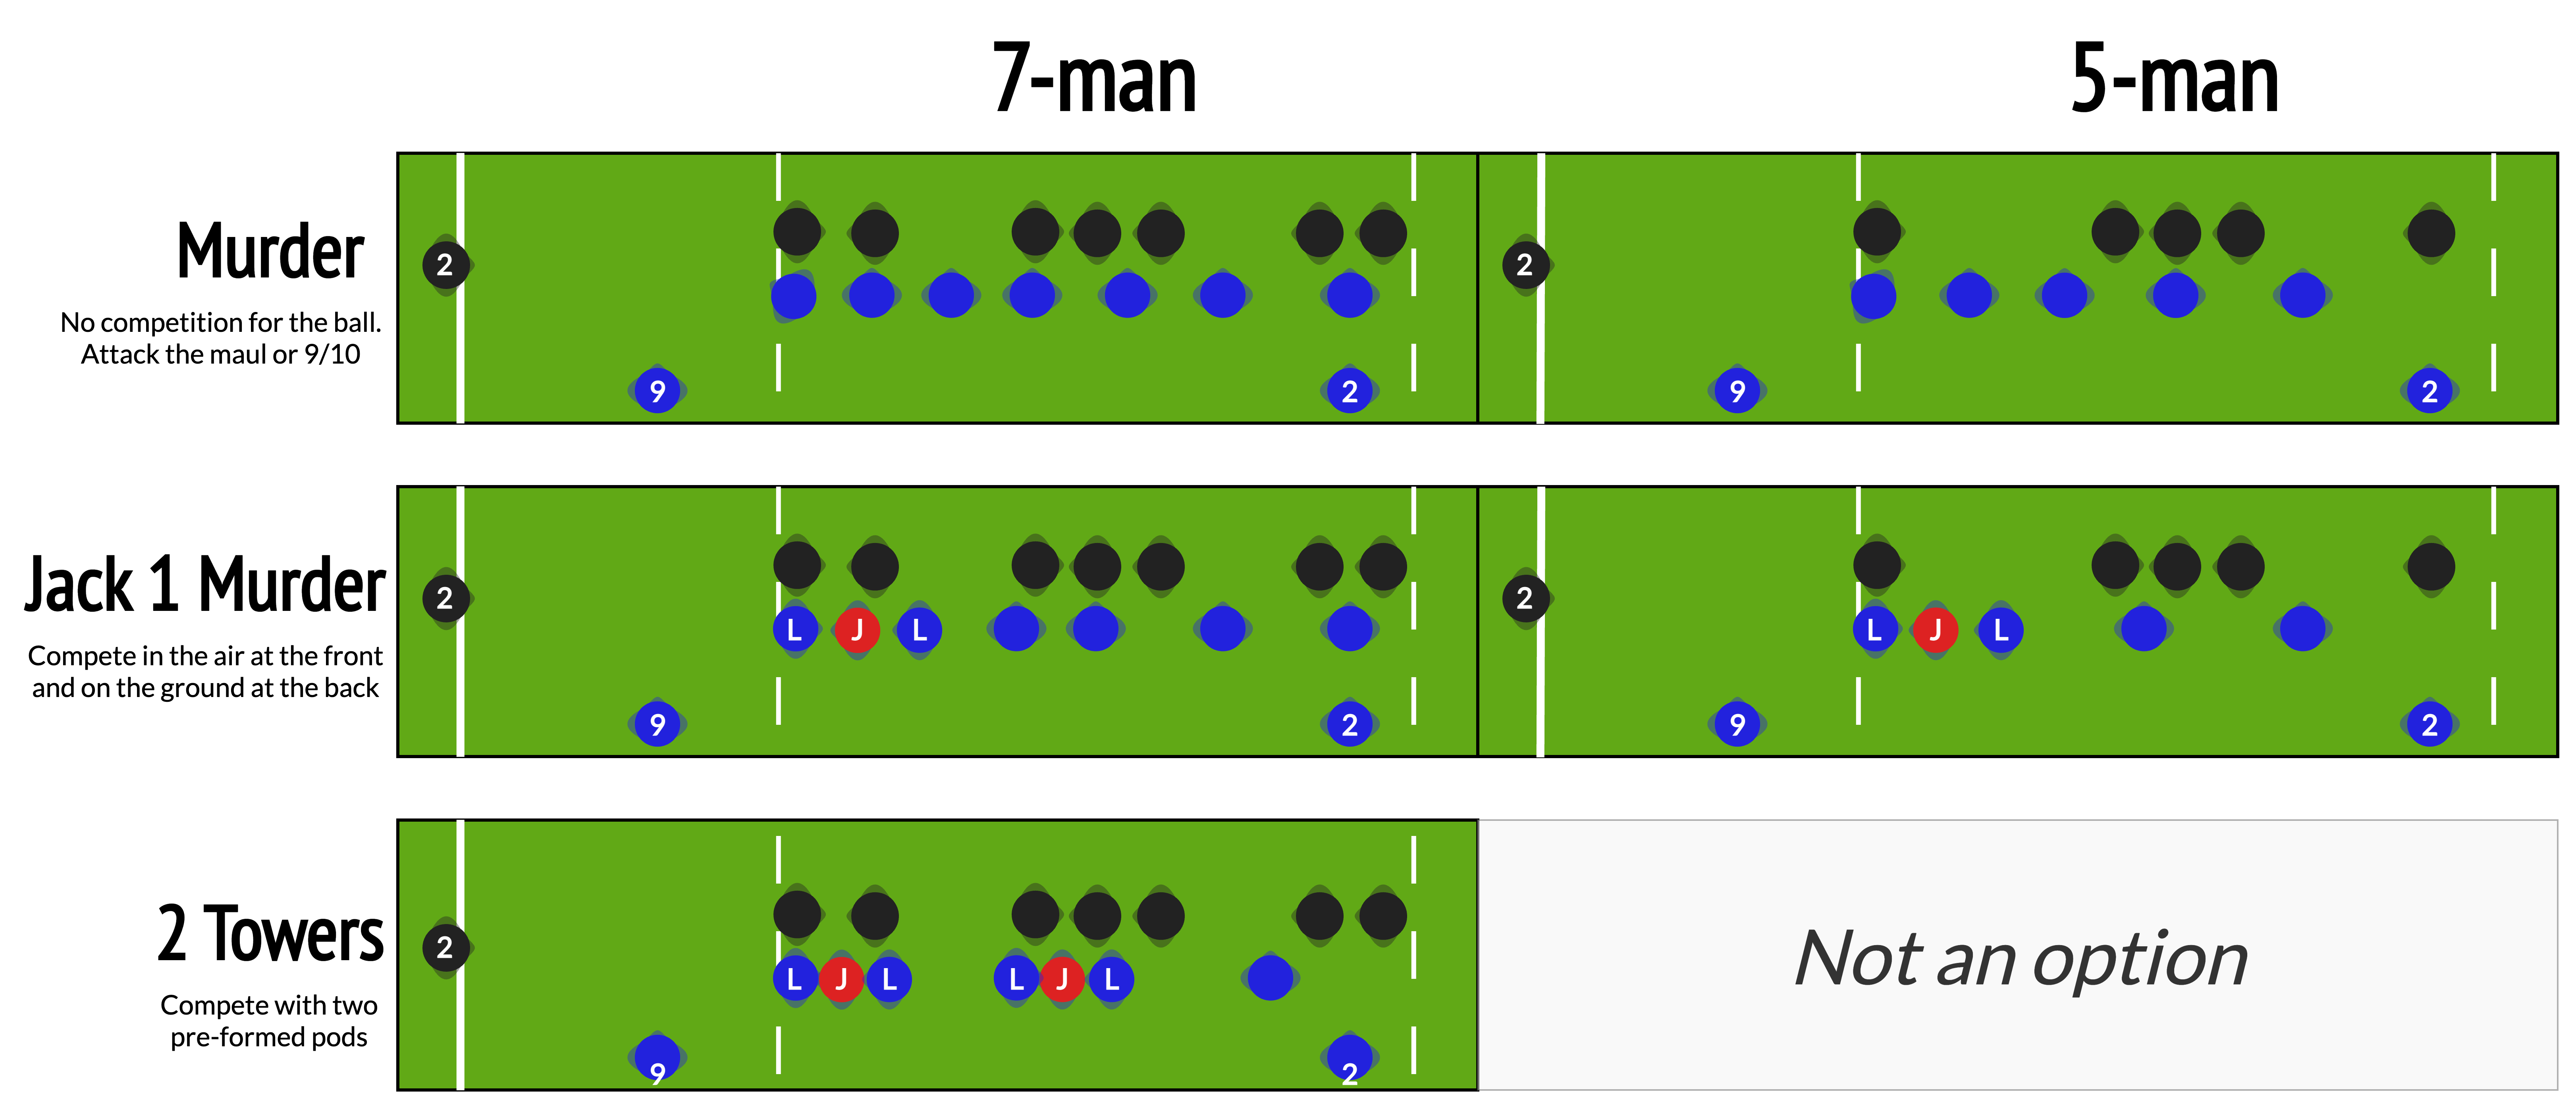 7-man
5-man
Murder
No competition for the ball.
Attack the maul or 9/10
2
9
2
2
9
2
Jack 1 Murder
Compete in the air at the front
and on the ground at the back
2
L J L
9
2
2
L J L
9
2
2 Towers
Compete with two
pre-formed pods
2
L J L L J L
9
2
Not an option